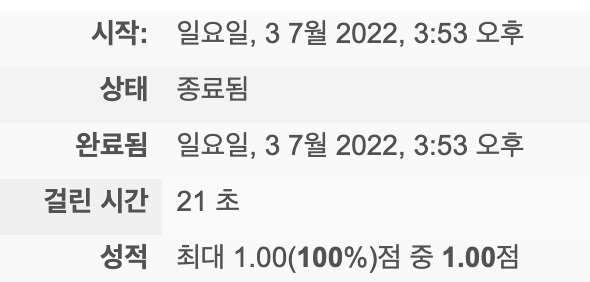 시작: 일요일, 3 7월 2022, 3:53 오후
상태 종료됨
완료됨 일요일, 3 7월 2022, 3:53 오후
걸린 시간 21 초
성적 최대 1.00(100%)점 중 1.00점